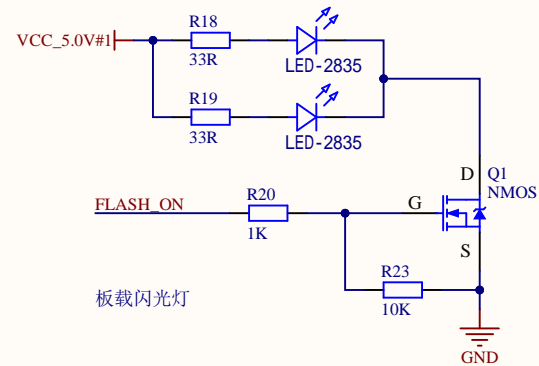 R18
VCC_5.0V#1
33R
LED-2835
R19
33R
LED-2835
D
Q1
NMOS
FLASH_ON
R20
G
1K
S
R23
板载闪光灯
10K
GND